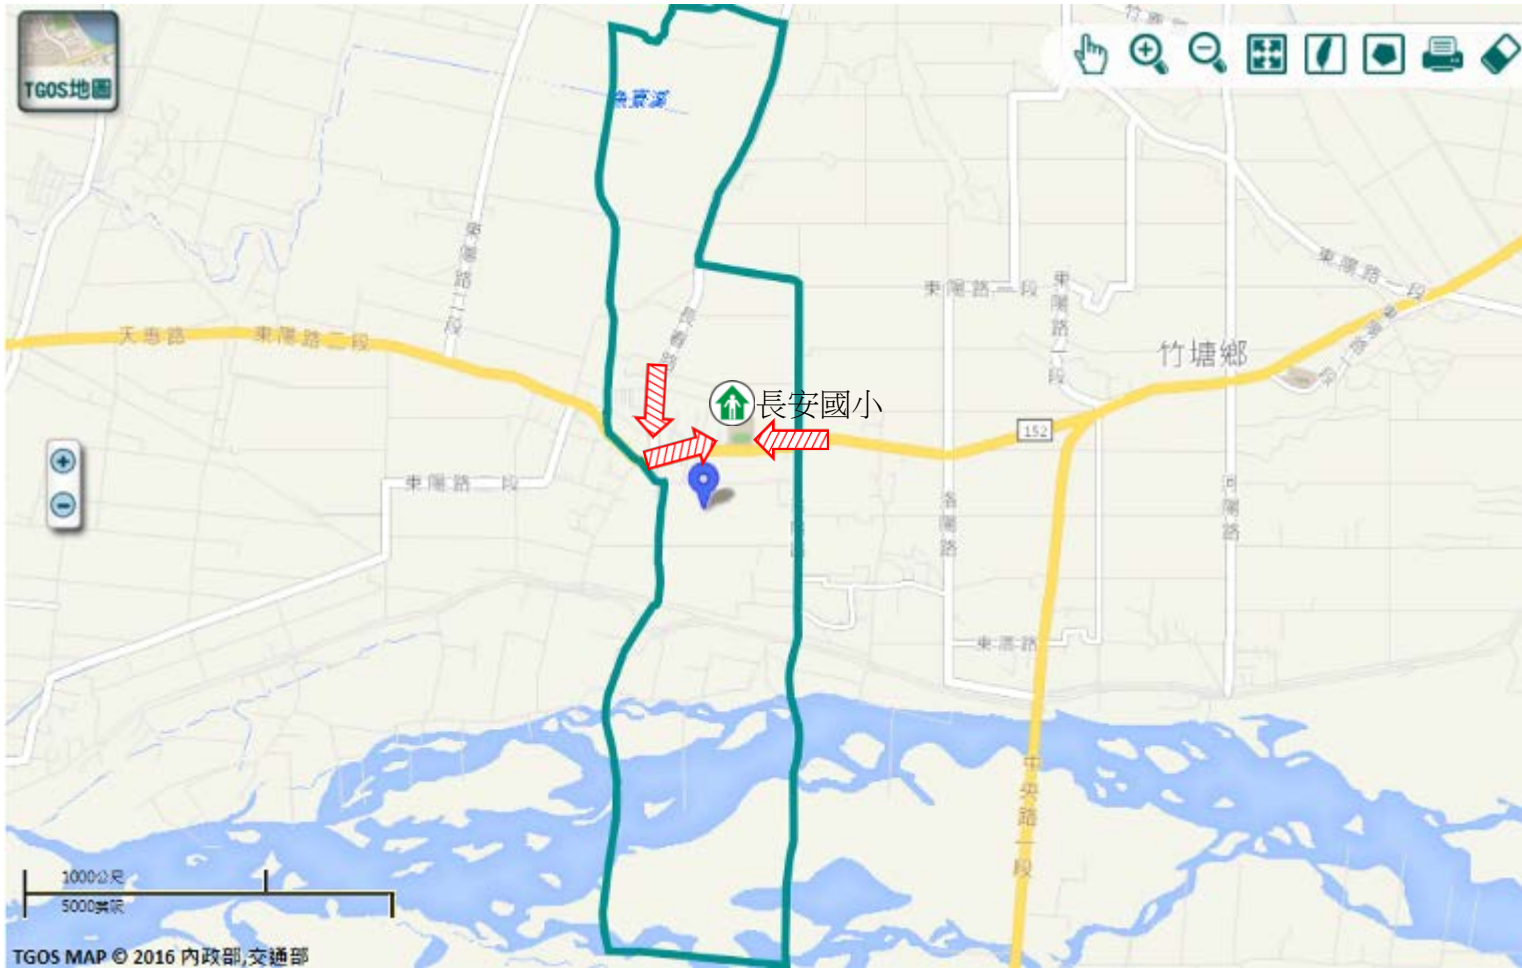 TGOS地圖
魚寮溪
東陽路二段
長春路
東陽路一段
東陽路一段
東陽路一段
東陽路一段
天惠路
東陽路二段
竹塘鄉
長安國小
152
東陽路二段
1000公尺
5000英呎
中央路一段
TGOS MAP © 2016 內政部,交通部